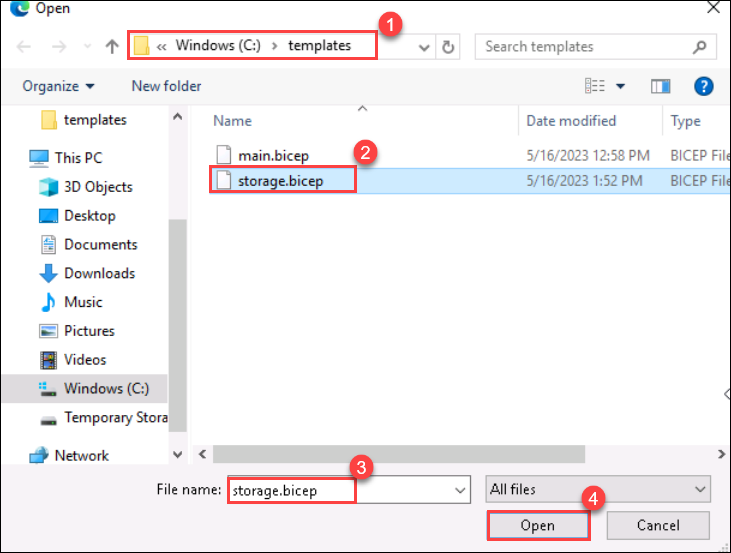 Open
1
« Windows (C:) > templates
Search templates
Organize
New folder
?
templates
This PC
3D Objects
Desktop
Documents
Downloads
Music
Pictures
Videos
Windows (C:)
Temporary Stora
Network
Name
Date modified
Type
main.bicep
5/16/2023 12:58 PM
BICEP File
2
storage.bicep
5/16/2023 1:52 PM
BICEP File
3
File name:
storage.bicep
All files
4
Open
Cancel